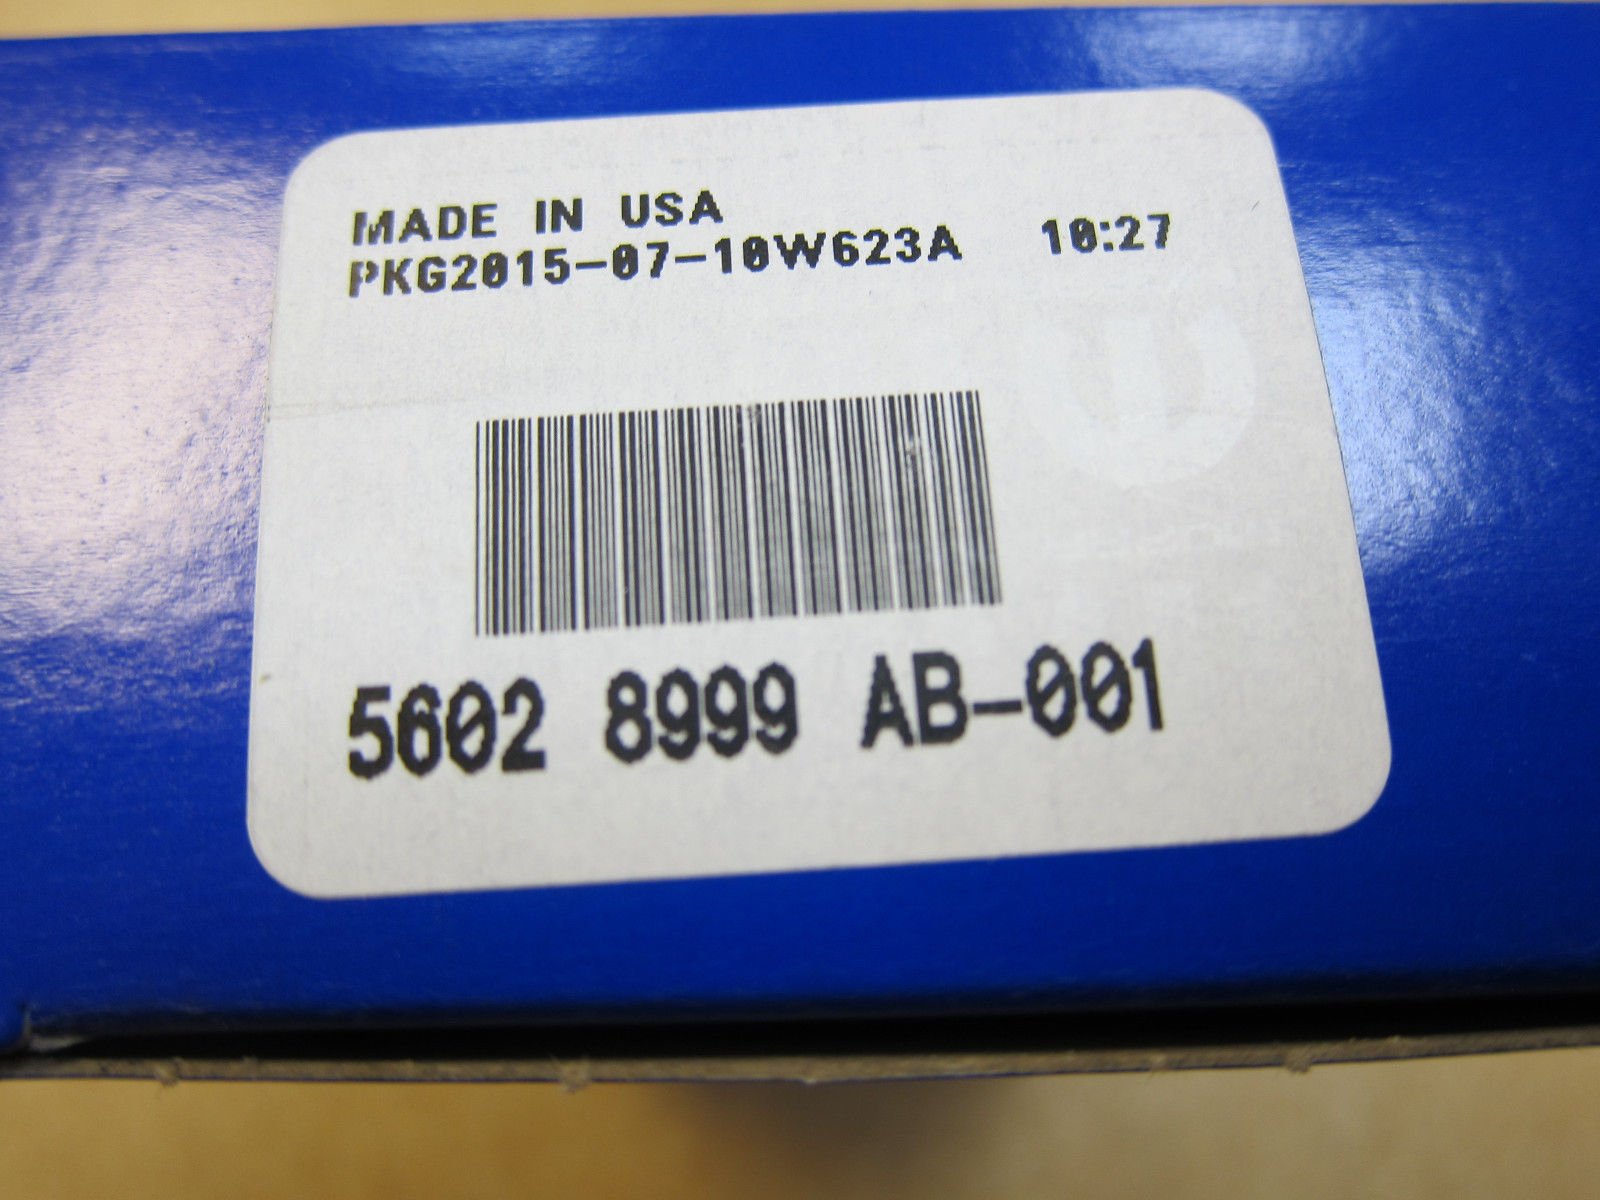 MADE IN USA
PKG2015-07-10W623A 10:27
5602 8999 AB-001